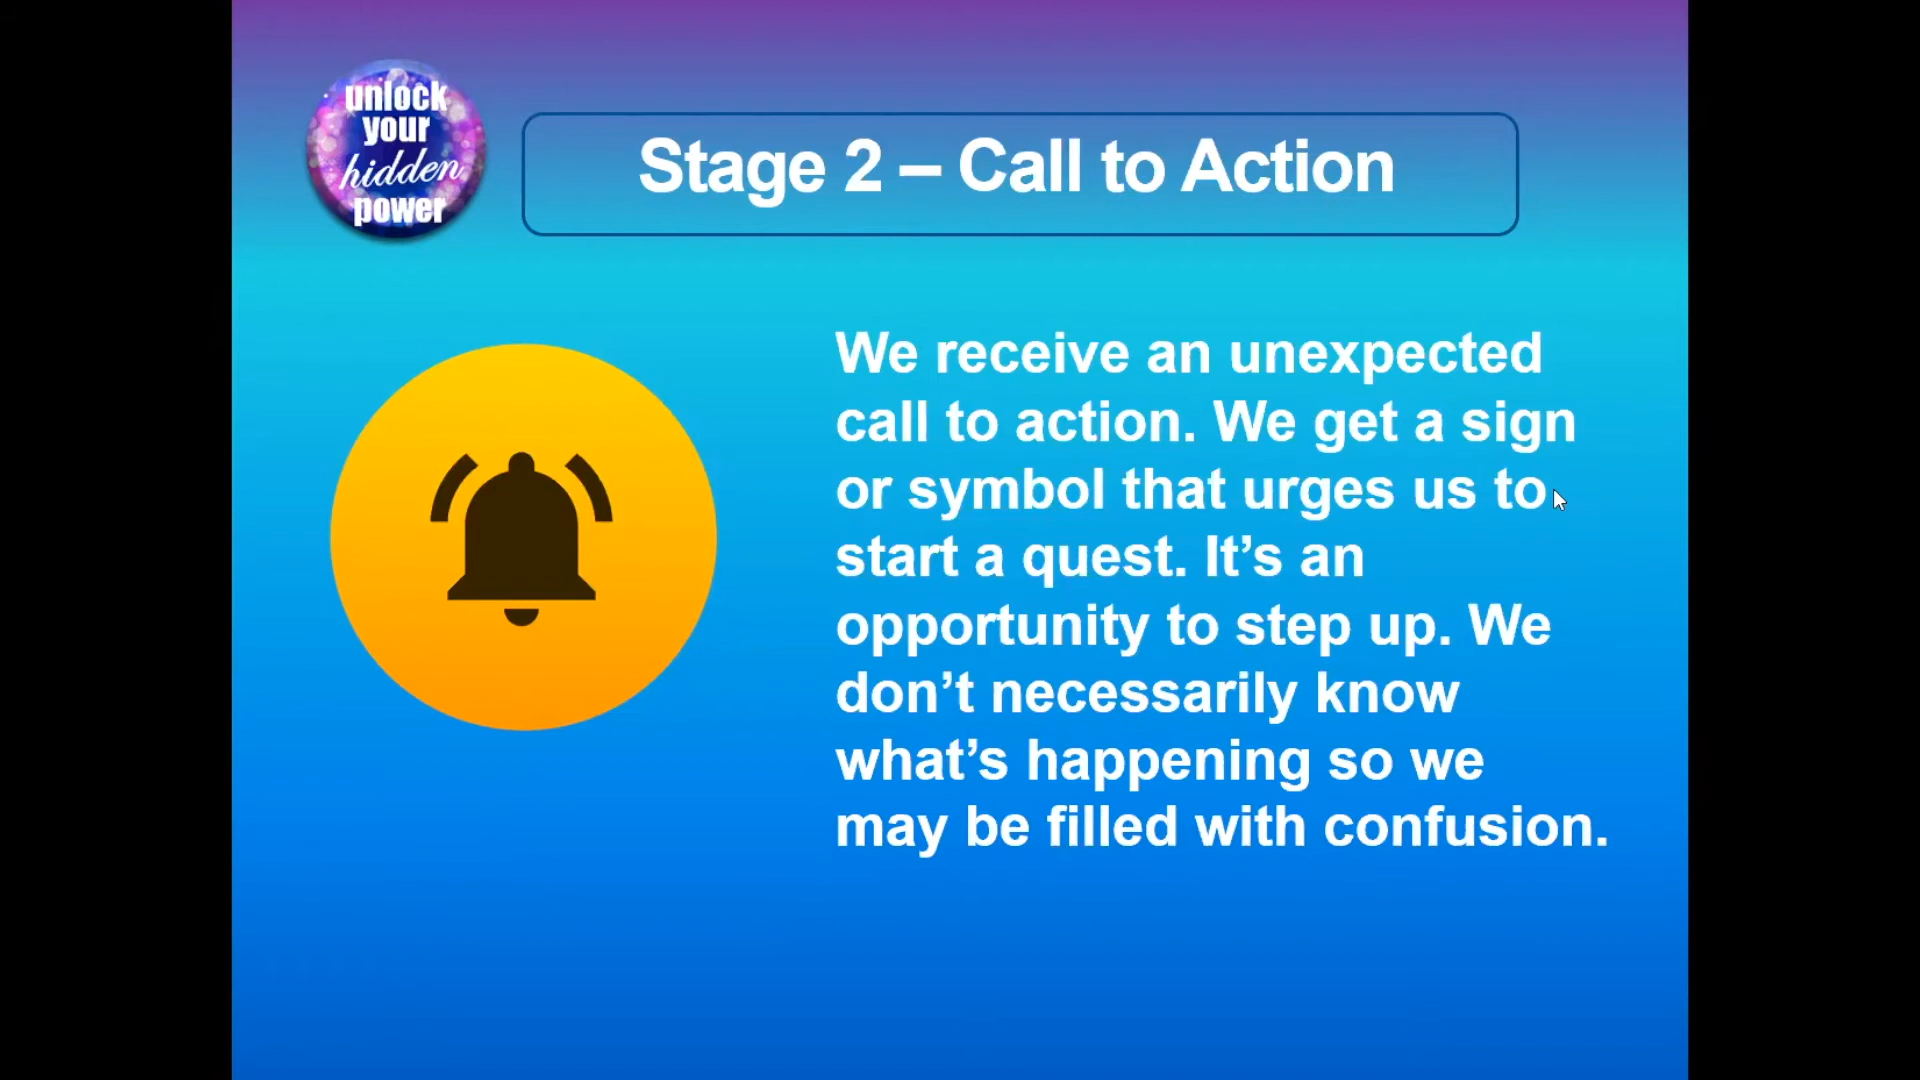 unlock
your
hidden
power
Stage 2 – Call to Action
We receive an unexpected
call to action. We get a sign
or symbol that urges us to
start a quest. It’s an
opportunity to step up. We
don’t necessarily know
what’s happening so we
may be filled with confusion.